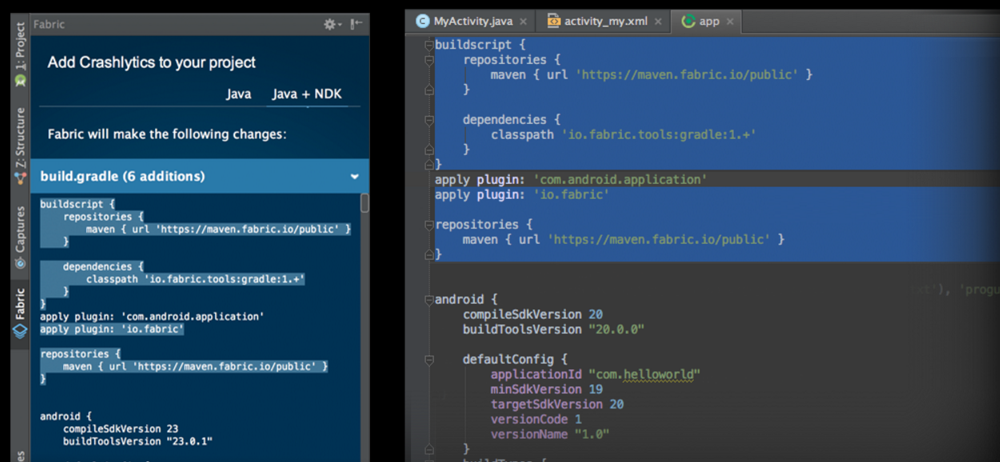 1: Project
Z: Structure
Captures
Fabric
Fabric
Add Crashlytics to your project
Java Java + NDK
Fabric will make the following changes:
build.gradle (6 additions)
buildscript {
repositories {
maven { url 'https://maven.fabric.io/public' }
}
dependencies {
classpath 'io.fabric.tools:gradle:1.+'
}
}
apply plugin: 'com.android.application'
apply plugin: 'io.fabric'
repositories {
maven { url 'https://maven.fabric.io/public' }
}
android {
compileSdkVersion 23
buildToolsVersion "23.0.1"
MyActivity.java activity_my.xml app
buildscript {
repositories {
maven { url 'https://maven.fabric.io/public' }
}
dependencies {
classpath 'io.fabric.tools:gradle:1.+'
}
}
apply plugin: 'com.android.application'
apply plugin: 'io.fabric'
repositories {
maven { url 'https://maven.fabric.io/public' }
}
txt'), 'progu
android {
compileSdkVersion 20
buildToolsVersion "20.0.0"
defaultConfig {
applicationId "com.helloworld"
minSdkVersion 19
targetSdkVersion 20
versionCode 1
versionName "1.0"
}
buildTypes {